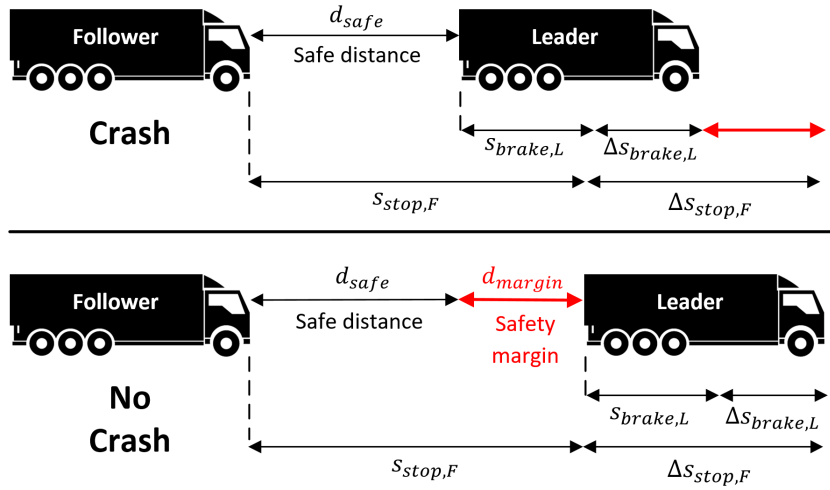 Follower
d_safe
Safe distance
Leader
Crash
s_brake,L
Δs_brake,L
s_stop,F
Δs_stop,F
Follower
d_safe
Safe distance
d_margin
Safety
margin
Leader
No
Crash
s_brake,L
Δs_brake,L
s_stop,F
Δs_stop,F